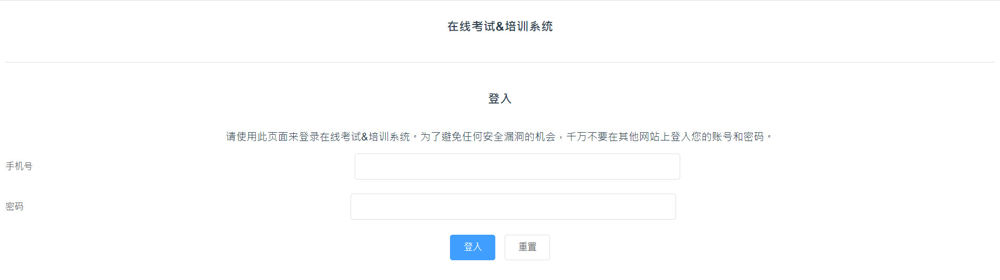 在线考试&培训系统
登入
请使用此页面来登录在线考试&培训系统。为了避免任何安全漏洞的机会，千万不要在其他网站上登入您的账号和密码。
手机号
密码
登入 重置